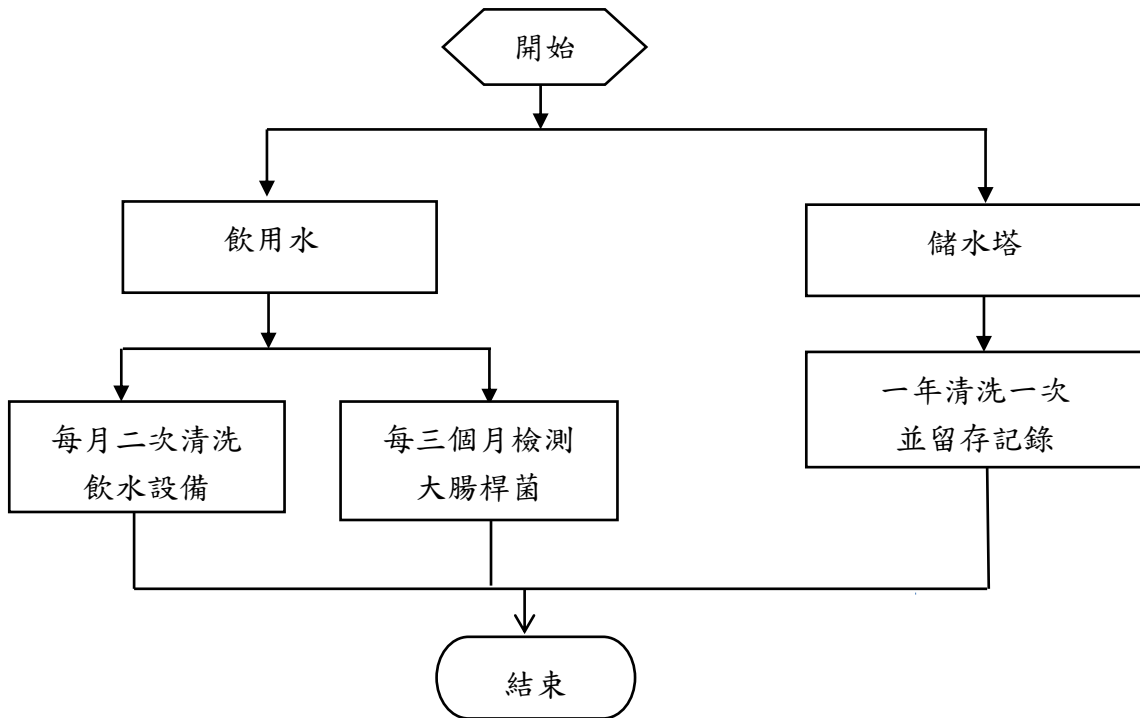 開始
飲用水
儲水塔
每月二次清洗
飲水設備
每三個月檢測
大腸桿菌
一年清洗一次
並留存記錄
結束